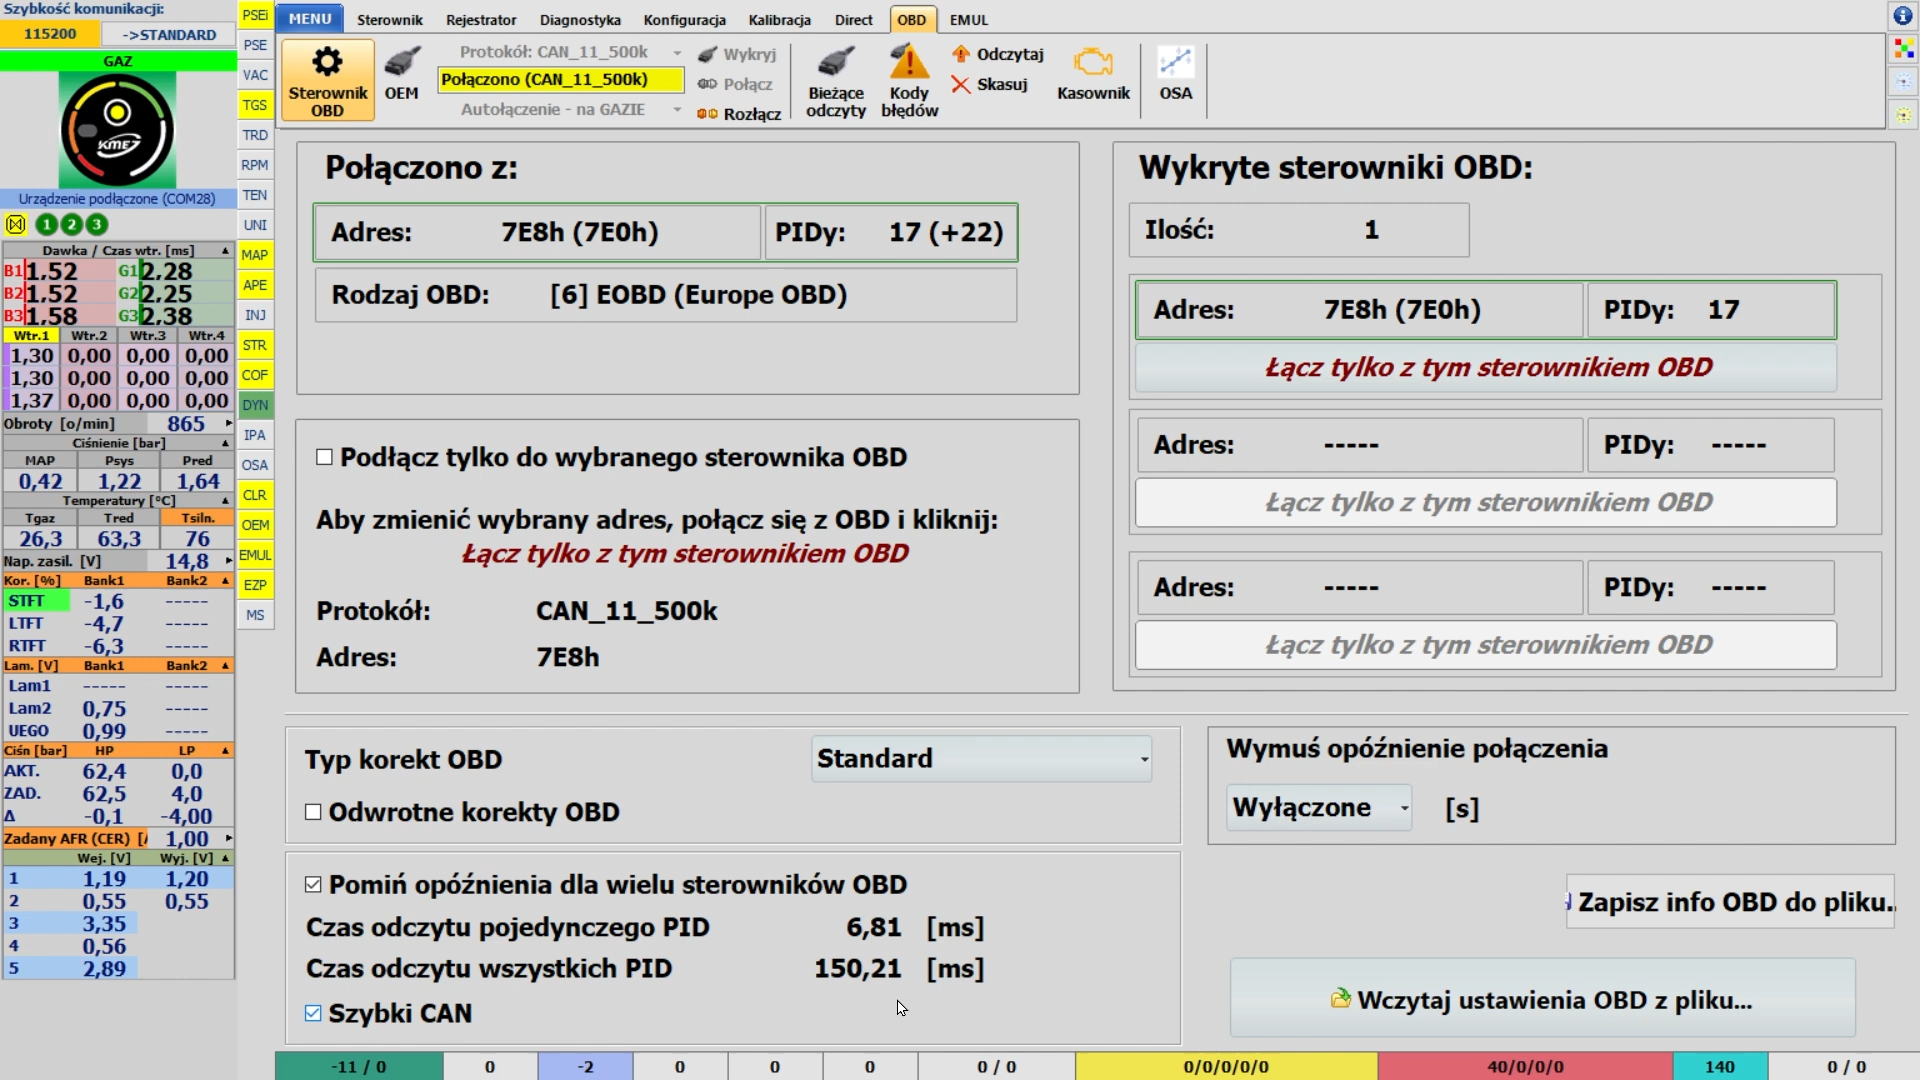 Szybkość komunikacji:
115200 ->STANDARD
GAZ
KME
Urządzenie podłączone (COM28)
1 2 3
Dawka / Czas wtr. [ms]
B1 1,52 G1 2,28
B2 1,52 G2 2,25
B3 1,58 G3 2,38
Wtr.1 Wtr.2 Wtr.3 Wtr.4
1,30 0,00 0,00 0,00
1,30 0,00 0,00 0,00
1,37 0,00 0,00 0,00
Obroty [o/min] 865
Ciśnienie [bar]
MAP Psys Pred
0,42 1,22 1,64
Temperatury [°C]
Tgaz Tred Tsiln.
26,3 63,3 76
Nap. zasil. [V] 14,8
Kor. [%] Bank1 Bank2
STFT -1,6 -----
LTFT -4,7 -----
RTFT -6,3 -----
Lam. [V] Bank1 Bank2
Lam1 ----- -----
Lam2 0,75 -----
UEGO 0,99 -----
Ciśn [bar] HP LP
AKT. 62,4 0,0
ZAD. 62,5 4,0
Δ -0,1 -4,00
Zadany AFR (CER) [ 1,00
Wej. [V] Wyj. [V]
1 1,19 1,20
2 0,55 0,55
3 3,35
4 0,56
5 2,89
PSEi
PSE
VAC
TGS
TRD
RPM
TEN
UNI
MAP
APE
INJ
STR
COF
DYN
IPA
OSA
CLR
OEM
EMUL
EZP
MS
MENU Sterownik Rejestrator Diagnostyka Konfiguracja Kalibracja Direct OBD EMUL
Sterownik OBD
OEM
Protokół: CAN_11_500k
Połączono (CAN_11_500k)
Autołączenie - na GAZIE
Wykryj
Połącz
Rozłącz
Bieżące odczyty
Kody błędów
Odczytaj
Skasuj
Kasownik
OSA
Połączono z:
Adres: 7E8h (7E0h) PIDy: 17 (+22)
Rodzaj OBD: [6] EOBD (Europe OBD)
Podłącz tylko do wybranego sterownika OBD
Aby zmienić wybrany adres, połącz się z OBD i kliknij:
Łącz tylko z tym sterownikiem OBD
Protokół: CAN_11_500k
Adres: 7E8h
Wykryte sterowniki OBD:
Ilość: 1
Adres: 7E8h (7E0h) PIDy: 17
Łącz tylko z tym sterownikiem OBD
Adres: ----- PIDy: -----
Łącz tylko z tym sterownikiem OBD
Adres: ----- PIDy: -----
Łącz tylko z tym sterownikiem OBD
Typ korekt OBD Standard
Odwrotne korekty OBD
Pomiń opóźnienia dla wielu sterowników OBD
Czas odczytu pojedynczego PID 6,81 [ms]
Czas odczytu wszystkich PID 150,21 [ms]
Szybki CAN
Wymuś opóźnienie połączenia
Wyłączone [s]
Zapisz info OBD do pliku..
Wczytaj ustawienia OBD z pliku...
-11 / 0 0 -2 0 0 0 0 / 0 0/0/0/0/0 40/0/0/0 140 0 / 0